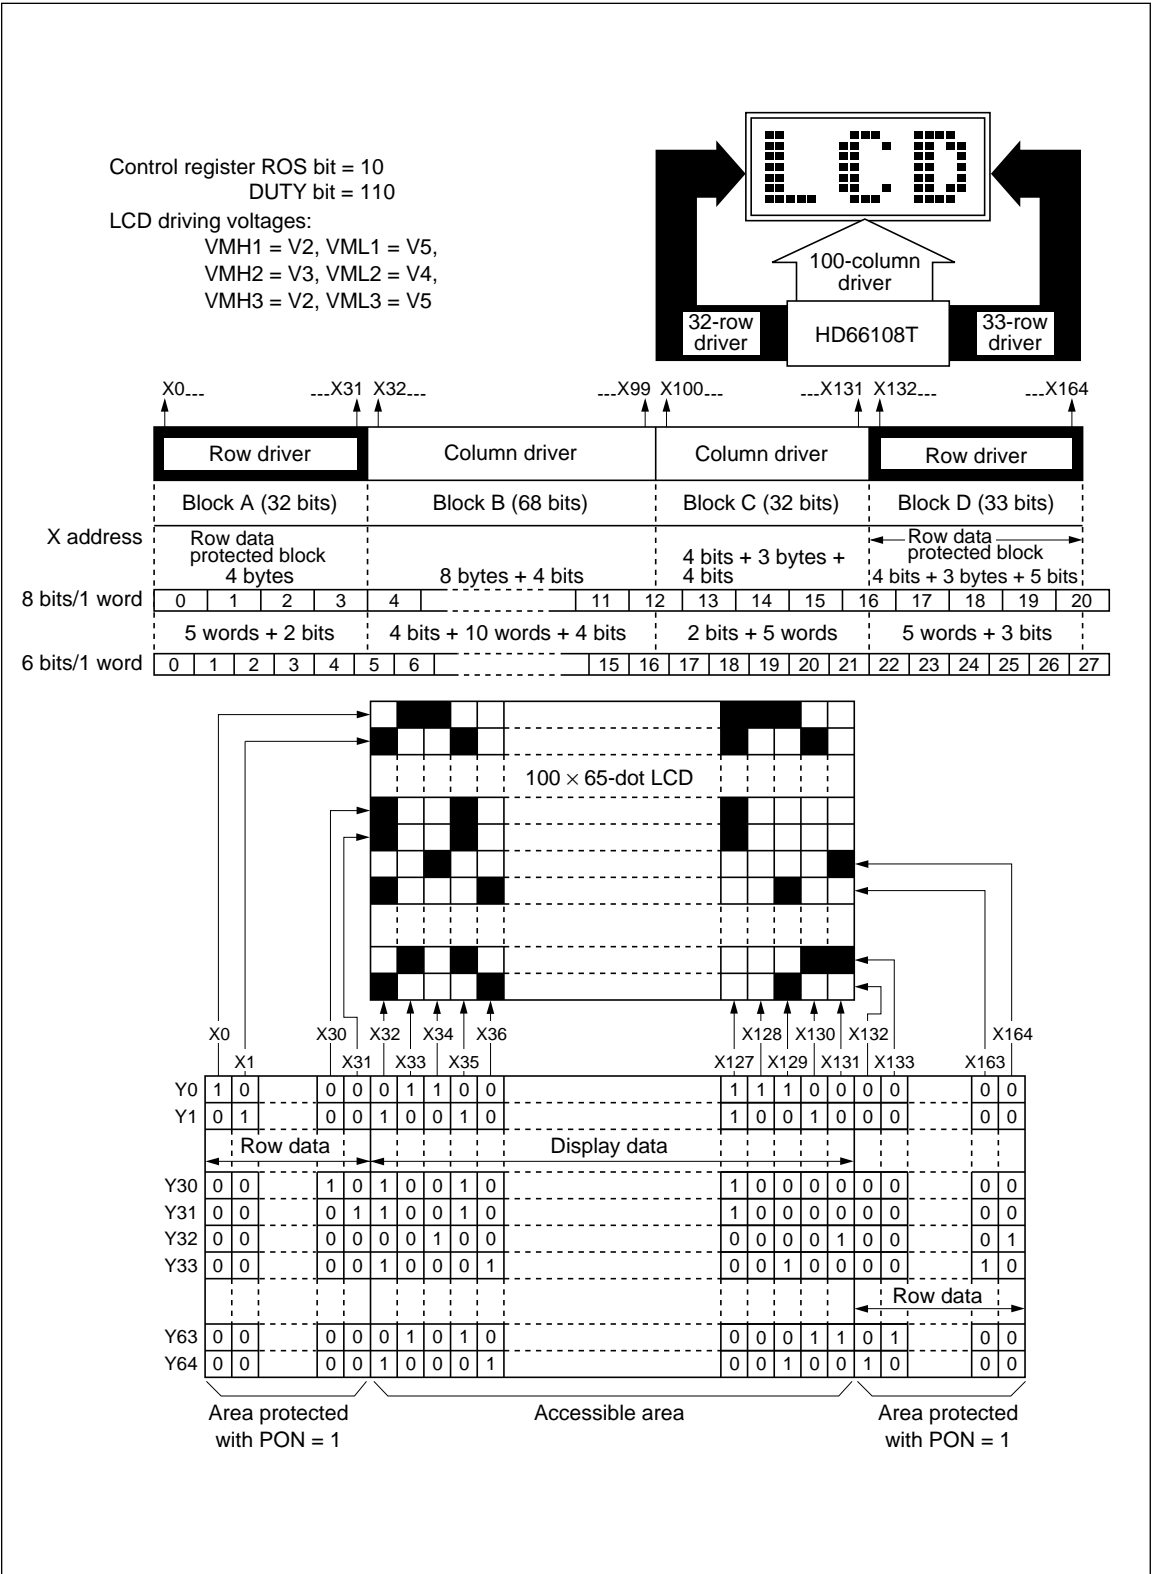 Control register ROS bit = 10
DUTY bit = 110
LCD driving voltages:
VMH1 = V2, VML1 = V5,
VMH2 = V3, VML2 = V4,
VMH3 = V2, VML3 = V5
LCD
100-column
driver
32-row
driver
HD66108T
33-row
driver
X0--- ---X31 X32--- ---X99 X100--- ---X131 X132--- ---X164
Row driver Column driver Column driver Row driver
Block A (32 bits) Block B (68 bits) Block C (32 bits) Block D (33 bits)
X address
Row data
protected block
4 bytes
8 bytes + 4 bits
4 bits + 3 bytes +
4 bits
Row data
protected block
4 bits + 3 bytes + 5 bits
8 bits/1 word 0 1 2 3 4 11 12 13 14 15 16 17 18 19 20
5 words + 2 bits 4 bits + 10 words + 4 bits 2 bits + 5 words 5 words + 3 bits
6 bits/1 word 0 1 2 3 4 5 6 15 16 17 18 19 20 21 22 23 24 25 26 27
100 × 65-dot LCD
X0 X30 X32 X34 X36 X128 X130 X132 X164
X1 X31 X33 X35 X127 X129 X131 X133 X163
Y0 1 0 0 0 0 1 1 0 0 1 1 1 0 0 0 0 0 0
Y1 0 1 0 0 1 0 0 1 0 1 0 0 1 0 0 0 0 0
Row data Display data
Y30 0 0 1 0 1 0 0 1 0 1 0 0 0 0 0 0 0 0
Y31 0 0 0 1 1 0 0 1 0 1 0 0 0 0 0 0 0 0
Y32 0 0 0 0 0 0 1 0 0 0 0 0 0 1 0 0 0 1
Y33 0 0 0 0 1 0 0 0 1 0 0 1 0 0 0 0 1 0
Row data
Y63 0 0 0 0 0 1 0 1 0 0 0 0 1 1 0 1 0 0
Y64 0 0 0 0 1 0 0 0 1 0 0 1 0 0 1 0 0 0
Area protected
with PON = 1
Accessible area
Area protected
with PON = 1